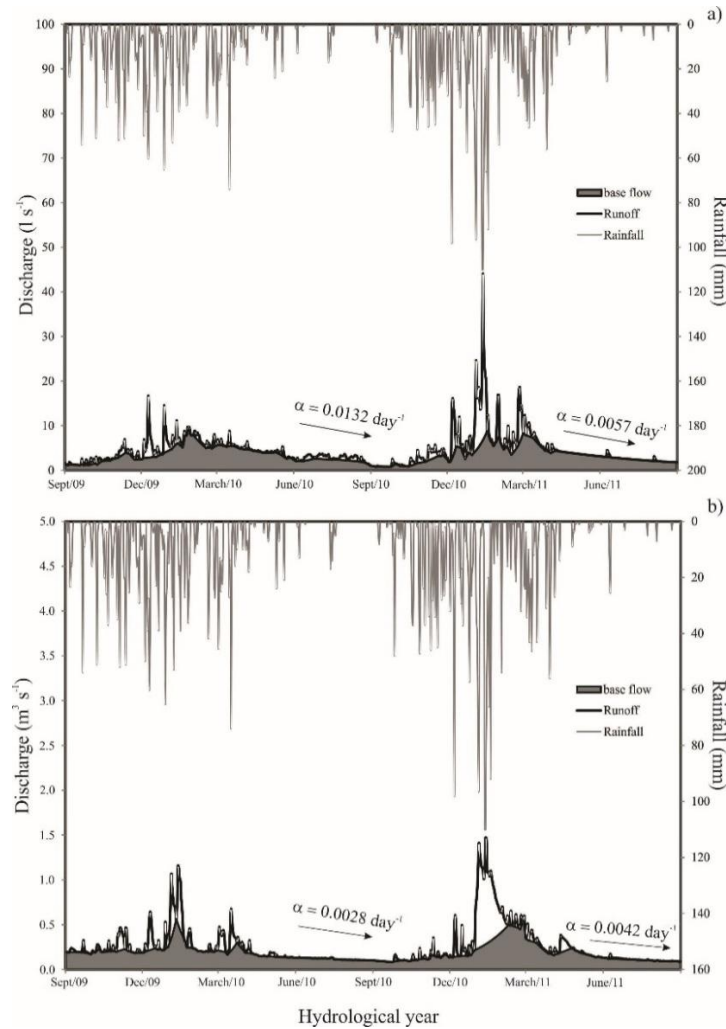 a)
100
90
80
70
60
50
40
30
20
10
0
Discharge (l s⁻¹)
0
20
40
60
80
100
120
140
160
180
200
Rainfall (mm)
base flow
Runoff
Rainfall
α = 0.0132 day⁻¹
α = 0.0057 day⁻¹
Sept/09 Dec/09 March/10 June/10 Sept/10 Dec/10 March/11 June/11
b)
5.0
4.5
4.0
3.5
3.0
2.5
2.0
1.5
1.0
0.5
0.0
Discharge (m³ s⁻¹)
0
20
40
60
80
100
120
140
160
Rainfall (mm)
base flow
Runoff
Rainfall
α = 0.0028 day⁻¹
α = 0.0042 day⁻¹
Sept/09 Dec/09 March/10 June/10 Sept/10 Dec/10 March/11 June/11
Hydrological year